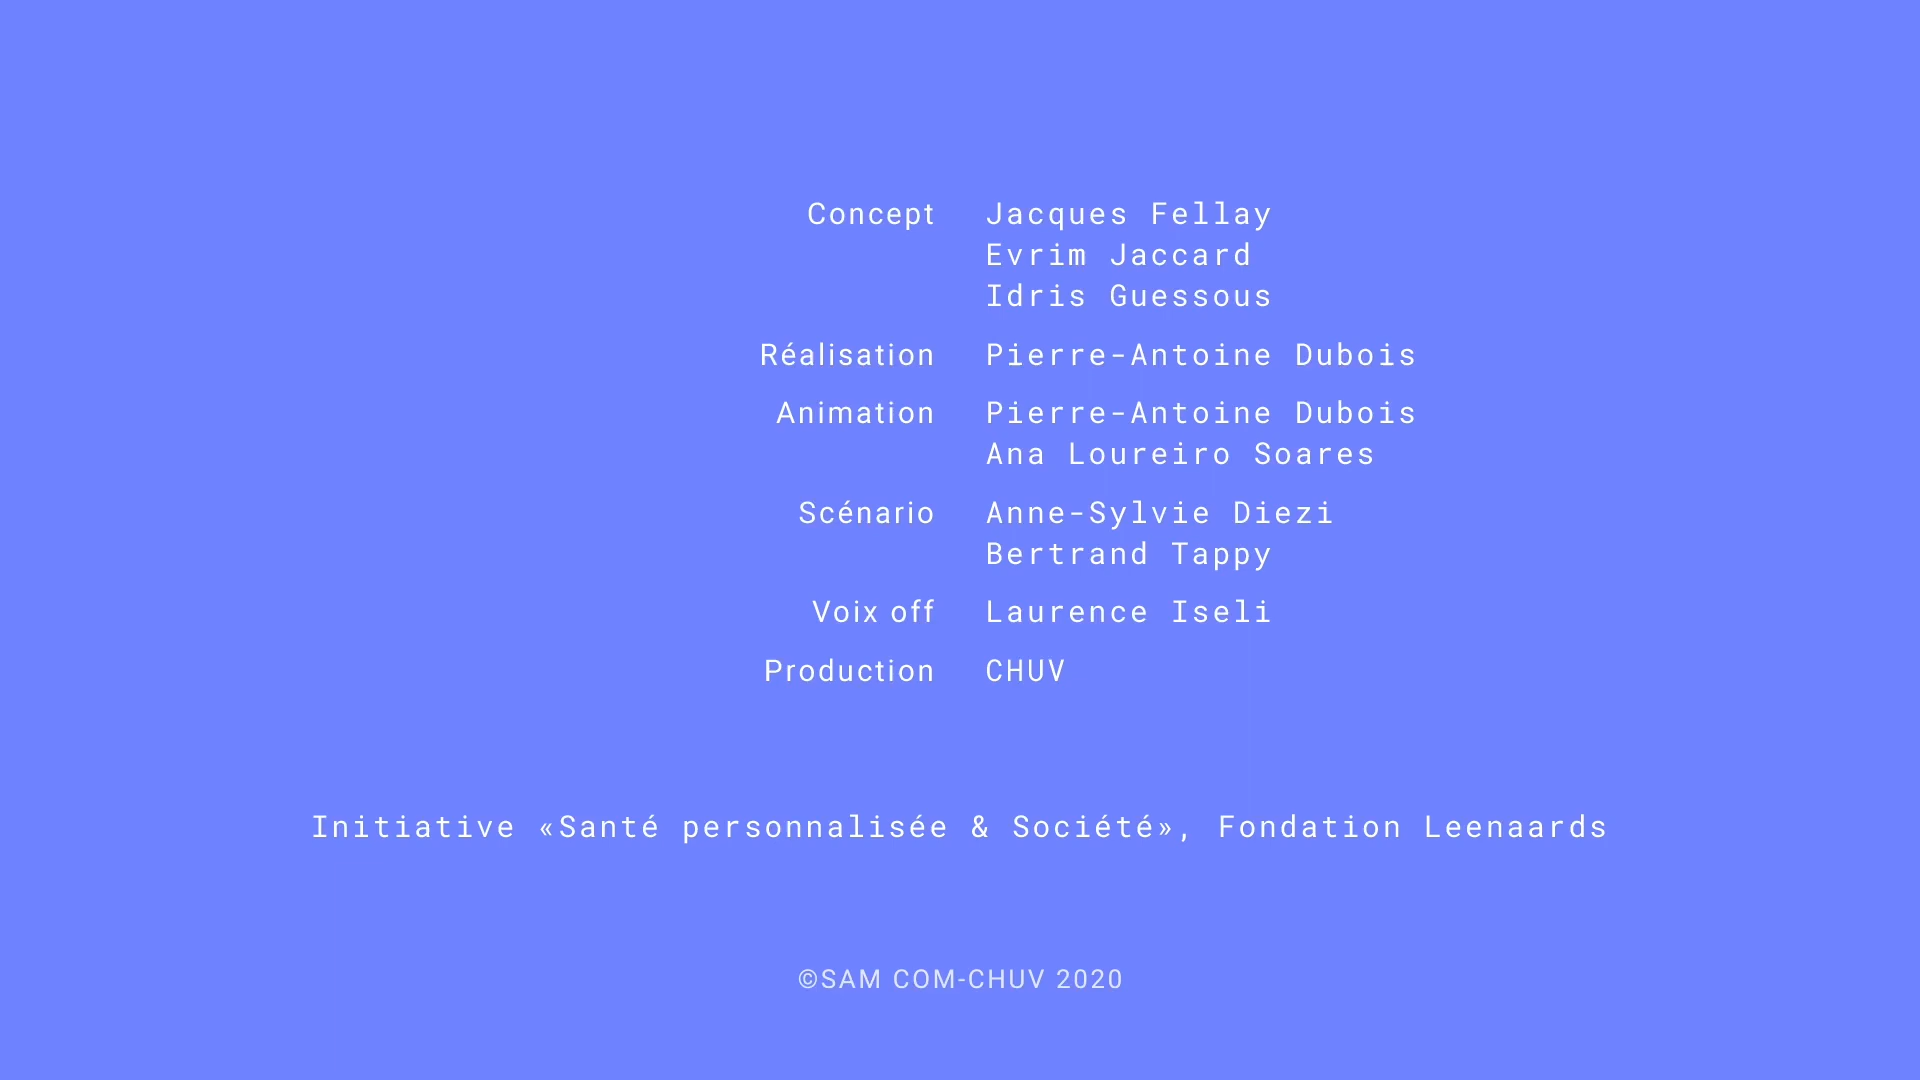 Concept Jacques Fellay
Evrim Jaccard
Idris Guessous
Réalisation Pierre-Antoine Dubois
Animation Pierre-Antoine Dubois
Ana Loureiro Soares
Scénario Anne-Sylvie Diezi
Bertrand Tappy
Voix off Laurence Iseli
Production CHUV
Initiative «Santé personnalisée & Société», Fondation Leenaards
©SAM COM-CHUV 2020